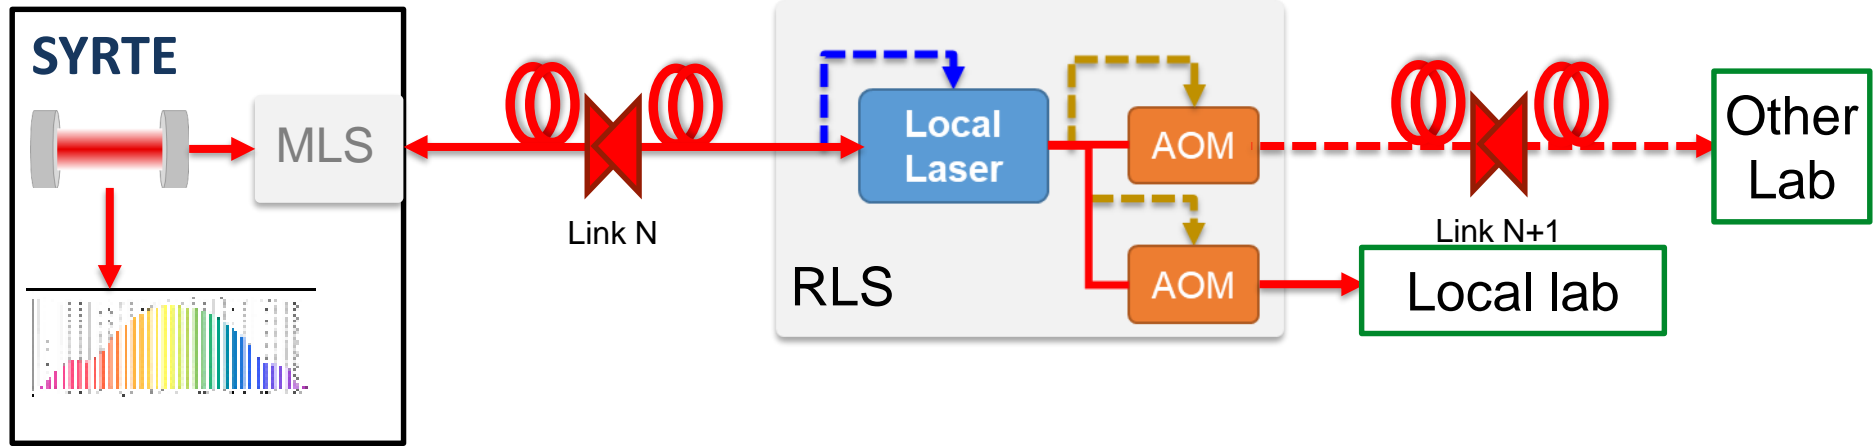 SYRTE
MLS
Link N
Local
Laser
AOM
AOM
RLS
Link N+1
Other
Lab
Local lab